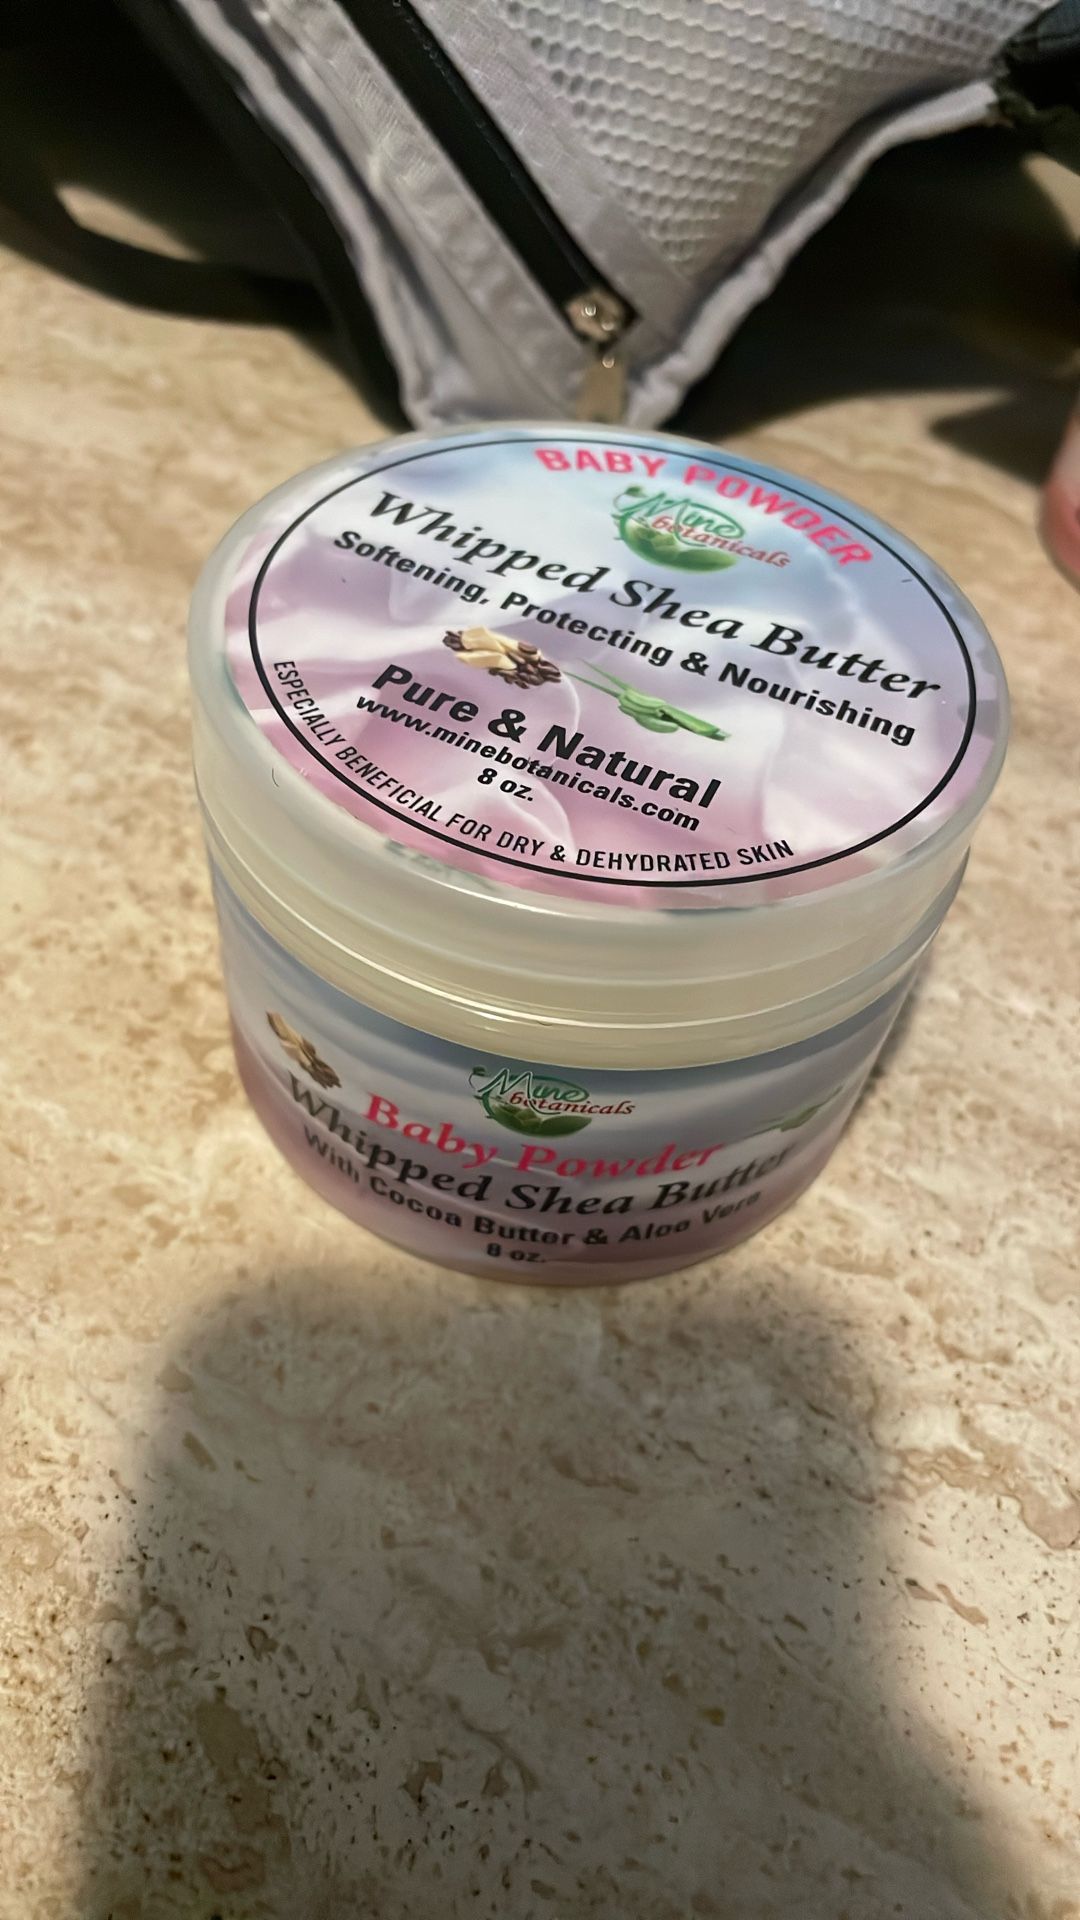 BABY POWDER
Mine
botanicals
Whipped Shea Butter
Softening, Protecting & Nourishing
Pure & Natural
www.minebotanicals.com
8 oz.
ESPECIALLY BENEFICIAL FOR DRY & DEHYDRATED SKIN
Mine
botanicals
Baby Powder
Whipped Shea Butter
With Cocoa Butter & Aloe Vera
8 oz.